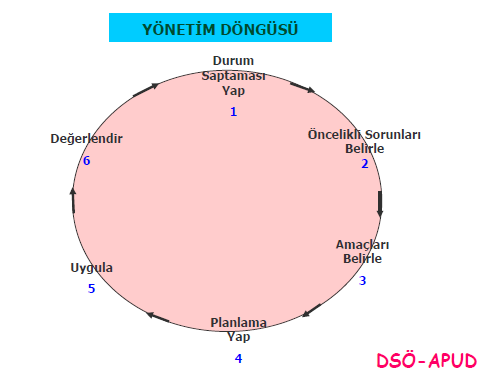 YÖNETİM DÖNGÜSÜ
Durum
Saptaması
Yap
1
Öncelikli Sorunları
Belirle
2
Amaçları
Belirle
3
Planlama
Yap
4
Uygula
5
Değerlendir
6
DSÖ-APUD